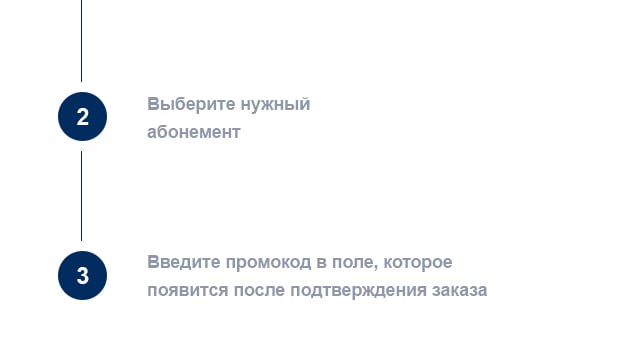 2
Выберите нужный
абонемент
3
Введите промокод в поле, которое
появится после подтверждения заказа